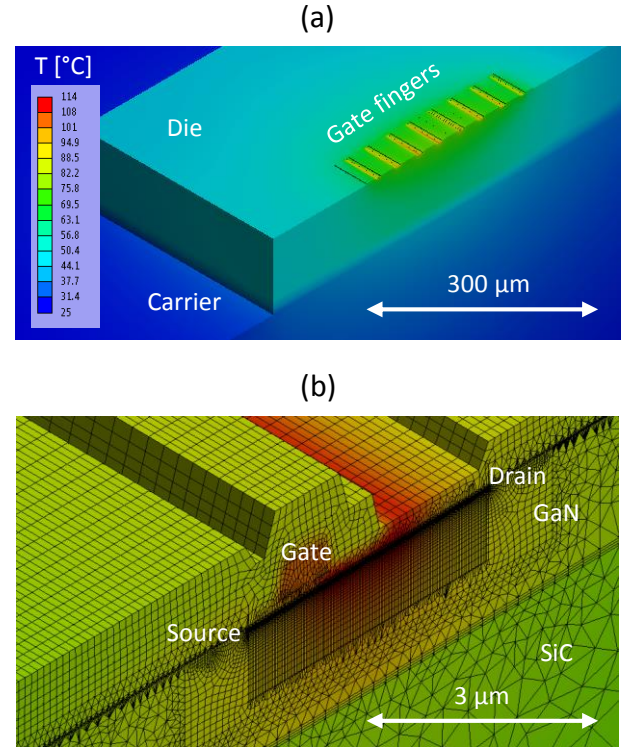 (a)
T [°C]
114
108
101
94.9
88.5
82.2
75.8
69.5
63.1
56.8
50.4
44.1
37.7
31.4
25
Gate fingers
Die
Carrier
300 µm
(b)
Drain
GaN
Gate
Source
SiC
3 µm